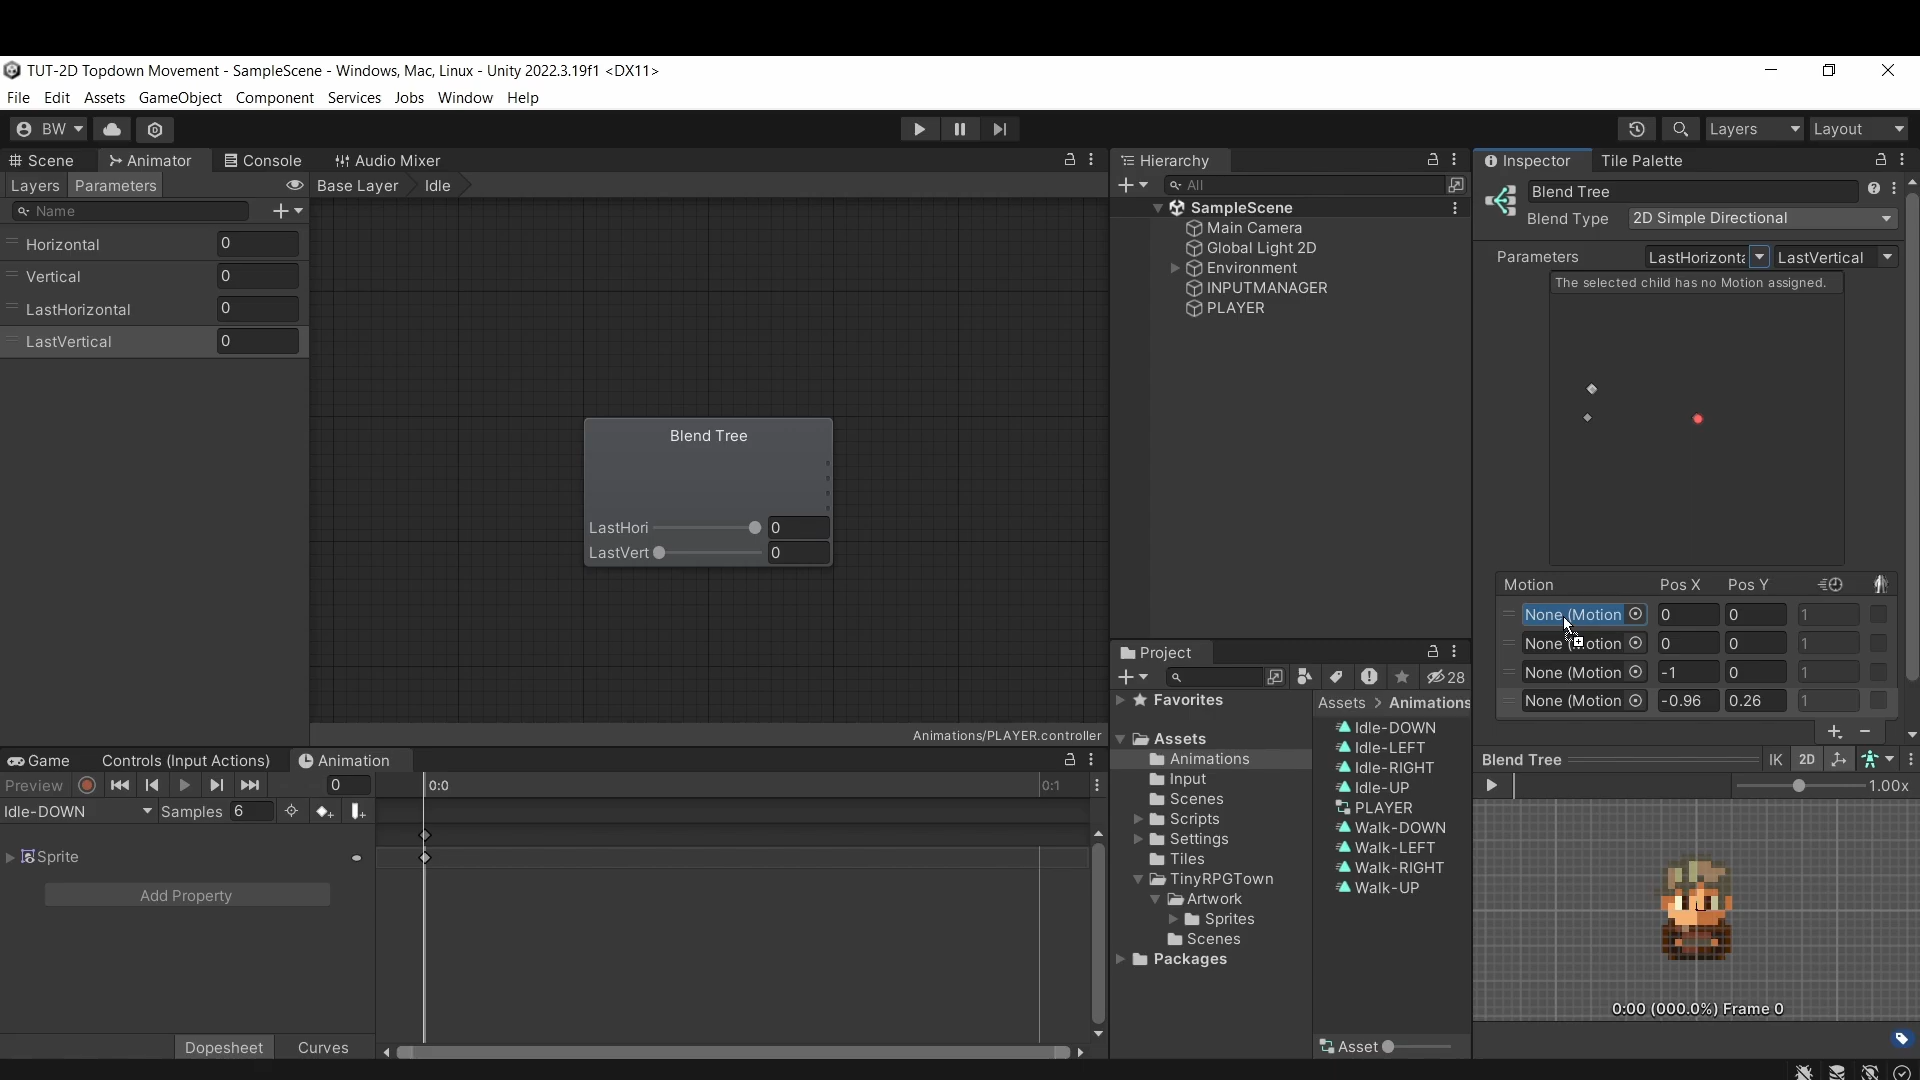 TUT-2D Topdown Movement - SampleScene - Windows, Mac, Linux - Unity 2022.3.19f1 <DX11>
File Edit Assets GameObject Component Services Jobs Window Help
BW
Layers Layout
Scene Animator Console Audio Mixer
Layers Parameters
Base Layer Idle
Name
Horizontal 0
Vertical 0
LastHorizontal 0
LastVertical 0
Blend Tree
LastHori 0
LastVert 0
Animations/PLAYER.controller
Hierarchy
All
SampleScene
Main Camera
Global Light 2D
Environment
INPUTMANAGER
PLAYER
Inspector Tile Palette
Blend Tree
Blend Type 2D Simple Directional
Parameters LastHorizonta LastVertical
The selected child has no Motion assigned.
Motion Pos X Pos Y
None (Motion 0 0 1
None (Motion 0 0 1
None (Motion -1 0 1
None (Motion -0.96 0.26 1
Game Controls (Input Actions) Animation
Preview 0 0:0 0:1
Idle-DOWN Samples 6
Sprite
Add Property
Dopesheet Curves
Project
28
Favorites
Assets
Animations
Input
Scenes
Scripts
Settings
Tiles
TinyRPGTown
Artwork
Sprites
Scenes
Packages
Assets > Animations
Idle-DOWN
Idle-LEFT
Idle-RIGHT
Idle-UP
PLAYER
Walk-DOWN
Walk-LEFT
Walk-RIGHT
Walk-UP
Asset
Blend Tree IK 2D
1.00x
0:00 (000.0%) Frame 0